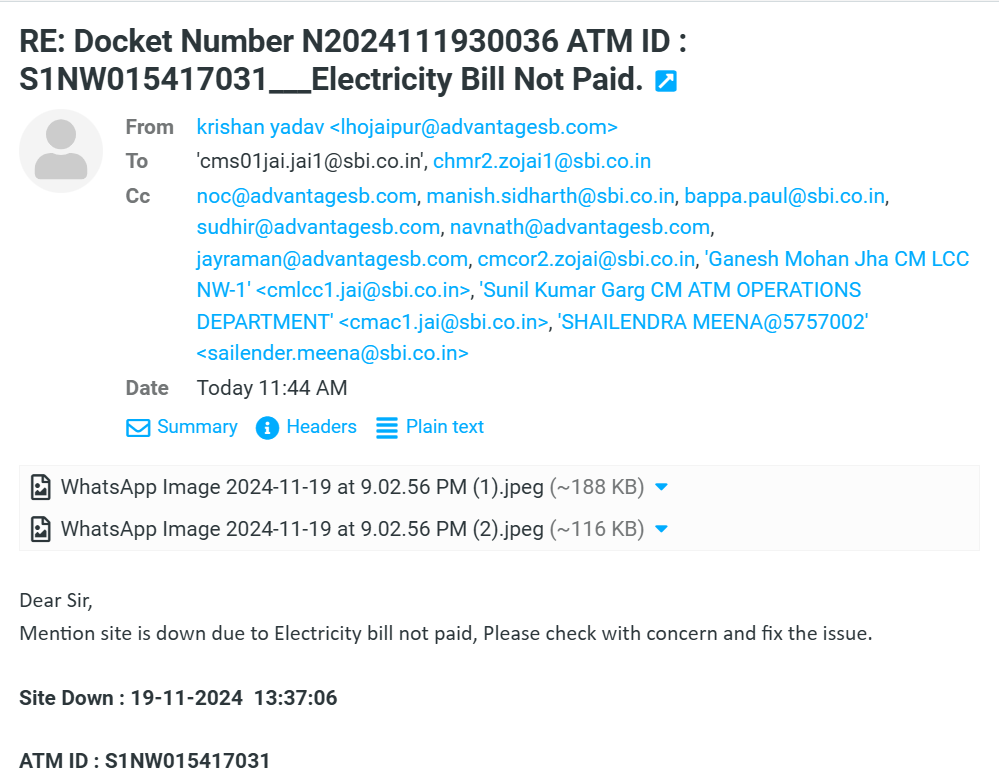 RE: Docket Number N2024111930036 ATM ID :
S1NW015417031___Electricity Bill Not Paid.
From krishan yadav <lhojaipur@advantagesb.com>
To 'cms01jai.jai1@sbi.co.in', chmr2.zojai1@sbi.co.in
Cc noc@advantagesb.com, manish.sidharth@sbi.co.in, bappa.paul@sbi.co.in,
sudhir@advantagesb.com, navnath@advantagesb.com,
jayraman@advantagesb.com, cmcor2.zojai@sbi.co.in, 'Ganesh Mohan Jha CM LCC
NW-1' <cmlcc1.jai@sbi.co.in>, 'Sunil Kumar Garg CM ATM OPERATIONS
DEPARTMENT' <cmac1.jai@sbi.co.in>, 'SHAILENDRA MEENA@5757002'
<sailender.meena@sbi.co.in>
Date Today 11:44 AM
Summary Headers Plain text
WhatsApp Image 2024-11-19 at 9.02.56 PM (1).jpeg (~188 KB)
WhatsApp Image 2024-11-19 at 9.02.56 PM (2).jpeg (~116 KB)
Dear Sir,
Mention site is down due to Electricity bill not paid, Please check with concern and fix the issue.
Site Down : 19-11-2024  13:37:06
ATM ID : S1NW015417031